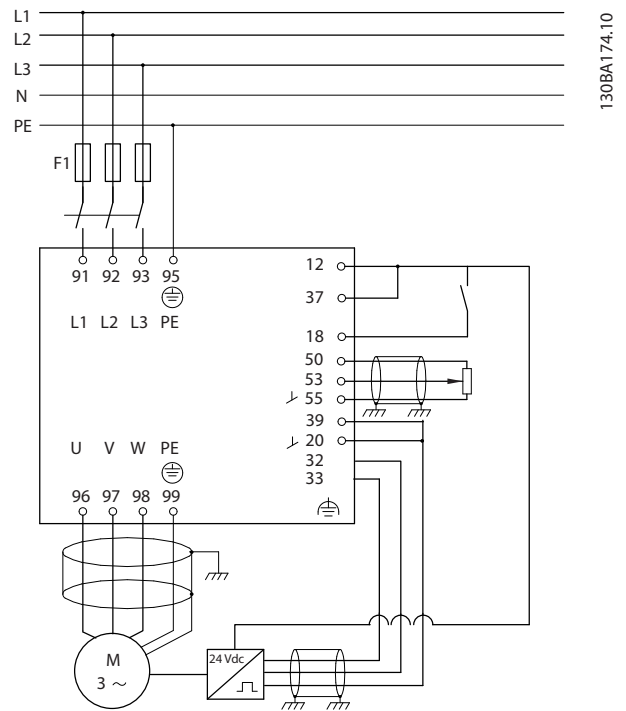 L1
L2
L3
N
PE
130BA174.10
F1
91 92 93 95
L1 L2 L3 PE
12
37
18
50
53
55
39
20
32
33
U V W PE
96 97 98 99
M
3 ~
24 Vdc